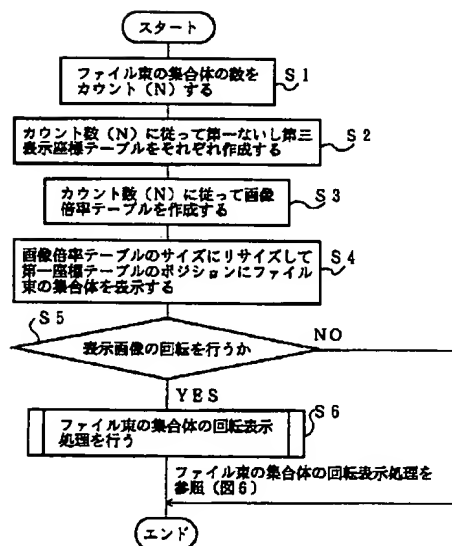 スタート
ファイル束の集合体の数を
カウント(N)する
S1
カウント数(N)に従って第一ないし第三
表示座標テーブルをそれぞれ作成する
S2
カウント数(N)に従って画像
倍率テーブルを作成する
S3
画像倍率テーブルのサイズにリサイズして
第一座標テーブルのポジションにファイル
束の集合体を表示する
S4
S5
表示画像の回転を行うか
NO
YES
ファイル束の集合体の回転表示
処理を行う
S6
ファイル束の集合体の回転表示処理を
参照(図6)
エンド